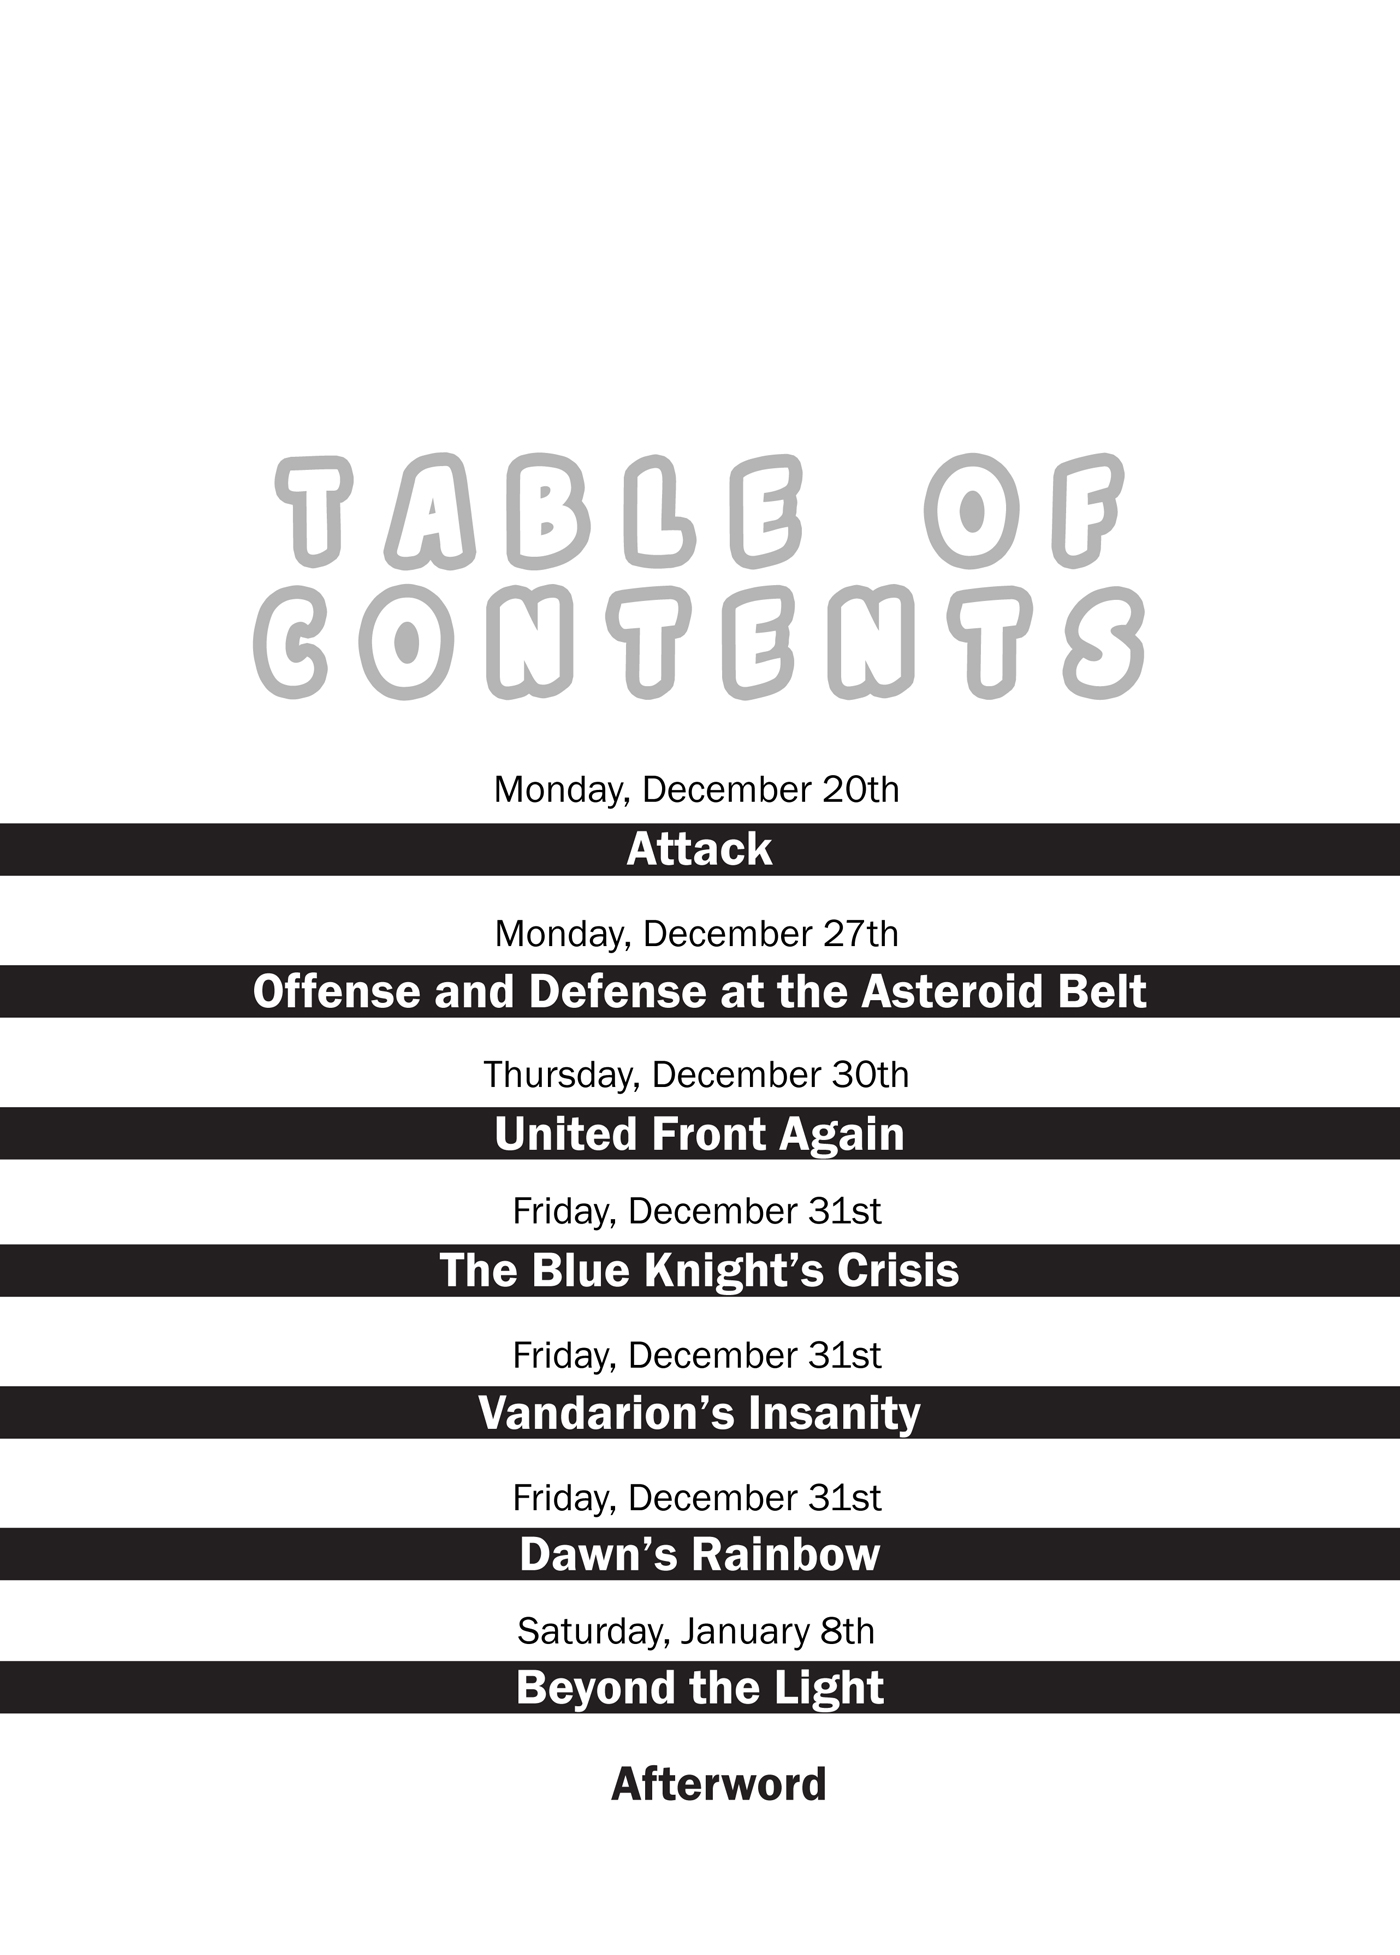 TABLE OF
CONTENTS
Monday, December 20th
Attack
Monday, December 27th
Offense and Defense at the Asteroid Belt
Thursday, December 30th
United Front Again
Friday, December 31st
The Blue Knight’s Crisis
Friday, December 31st
Vandarion’s Insanity
Friday, December 31st
Dawn’s Rainbow
Saturday, January 8th
Beyond the Light
Afterword